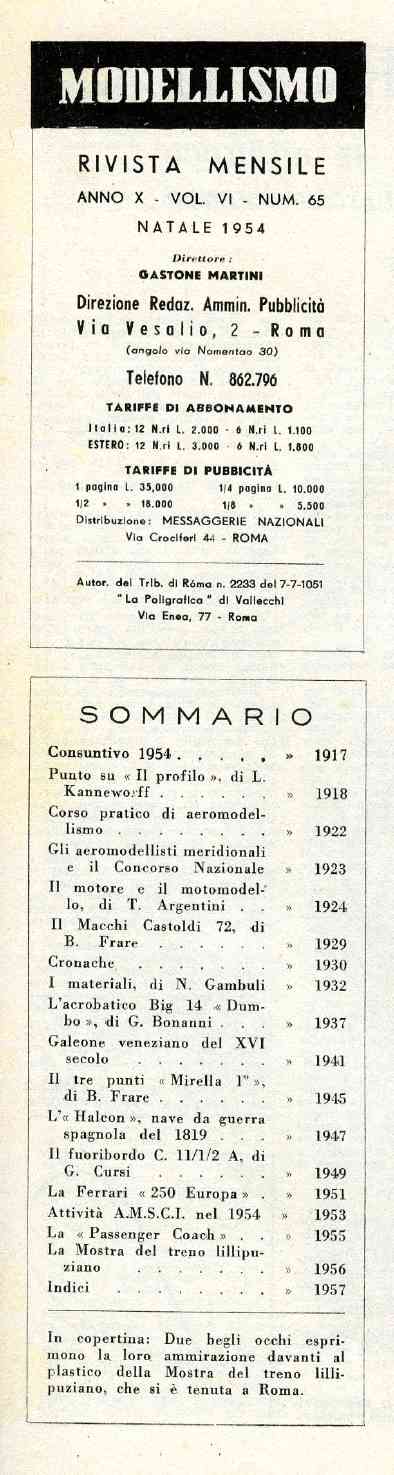 MODELLISMO
RIVISTA MENSILE
ANNO X - VOL. VI - NUM. 65
NATALE 1954
Direttore:
GASTONE MARTINI
Direzione Redaz. Ammin. Pubblicità
Via Vesalio, 2 - Roma
(angolo via Nomentao 30)
Telefono N. 862.796
TARIFFE DI ABBONAMENTO
Italia: 12 N.ri L. 2.000 - 6 N.ri L. 1.100
ESTERO: 12 N.ri L. 3.000 - 6 N.ri L. 1.800
TARIFFE DI PUBBICITÀ
1 pagina L. 35,000 1/4 pagina L. 10.000
1/2 » » 18.000 1/8 » » 5.500
Distribuzione: MESSAGGERIE NAZIONALI
Via Crociferi 44 - ROMA
Autor. del Trib. di Róma n. 2233 del 7-7-1051
"La Poligrafica" di Vallecchi
Via Enea, 77 - Roma
SOMMARIO
Consuntivo 1954 . . . . . » 1917
Punto su « Il profilo », di L.
Kanneworff . . . . . . » 1918
Corso pratico di aeromodel-
lismo . . . . . . . . » 1922
Gli aeromodellisti meridionali
e il Concorso Nazionale » 1923
Il motore e il motomodel-
lo, di T. Argentini . . » 1924
Il Macchi Castoldi 72, di
B. Frare . . . . . . » 1929
Cronache . . . . . . . » 1930
I materiali, di N. Gambuli » 1932
L'acrobatico Big 14 « Dum-
bo », di G. Bonanni . . . » 1937
Galeone veneziano del XVI
secolo . . . . . . . » 1941
Il tre punti « Mirella 1ª »,
di B. Frare . . . . . » 1945
L'« Halcon », nave da guerra
spagnola del 1819 . . . » 1947
Il fuoribordo C. 11/1/2 A, di
G. Cursi . . . . . . » 1949
La Ferrari « 250 Europa » . » 1951
Attività A.M.S.C.I. nel 1954 » 1953
La « Passenger Coach » . . » 1955
La Mostra del treno lillipu-
ziano . . . . . . » 1956
Indici . . . . . . . . » 1957
In copertina: Due begli occhi espri-
mono la loro ammirazione davanti al
plastico della Mostra del treno lilli-
puziano, che si è tenuta a Roma.